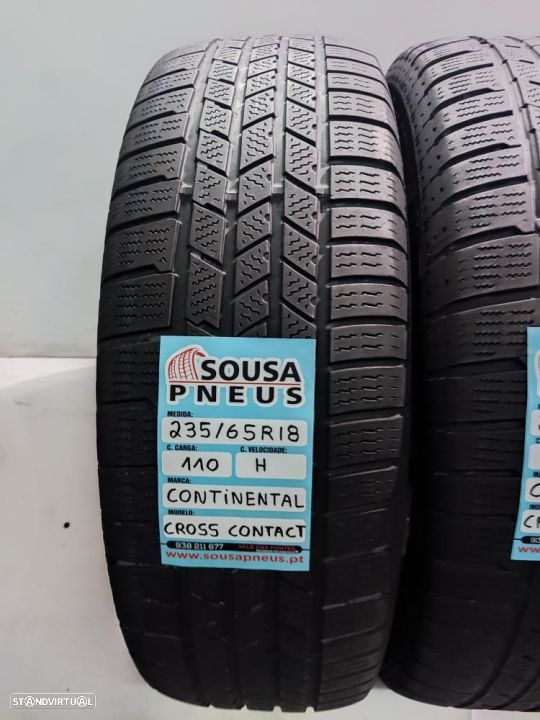 SOUSA
PNEUS
MEDIDA:
235/65R18
C. CARGA: C. VELOCIDADE:
110 H
MARCA:
CONTINENTAL
MODELO:
CROSS CONTACT
938 211 677
www.sousapneus.pt
STANDVIRTUAL